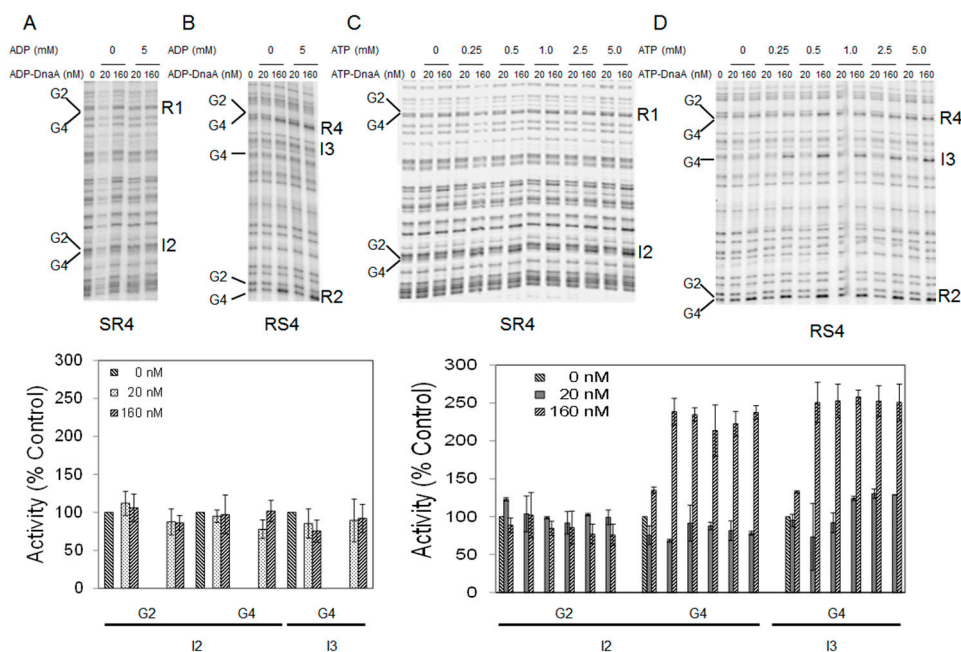 A
ADP (mM) 0 5
ADP-DnaA (nM) 0 20 160 20 160
G2
G4
R1
G2
G4
I2
SR4
B
ADP (mM) 0 5
ADP-DnaA (nM) 0 20 160 20 160
G2
G4
R4
G4
I3
G2
G4
R2
RS4
C
ATP (mM) 0 0.25 0.5 1.0 2.5 5.0
ATP-DnaA (nM) 0 20 160 20 160 20 160 20 160 20 160 20 160
G2
G4
R1
G2
G4
I2
SR4
D
ATP (mM) 0 0.25 0.5 1.0 2.5 5.0
ATP-DnaA (nM) 0 20 160 20 160 20 160 20 160 20 160 20 160
G2
G4
R4
G4
I3
G2
G4
R2
RS4
Activity (% Control)
300
250
200
150
100
50
0
0 nM
20 nM
160 nM
G2 G4 G4
I2 I3
Activity (% Control)
300
250
200
150
100
50
0
0 nM
20 nM
160 nM
G2 G4 G4
I2 I3